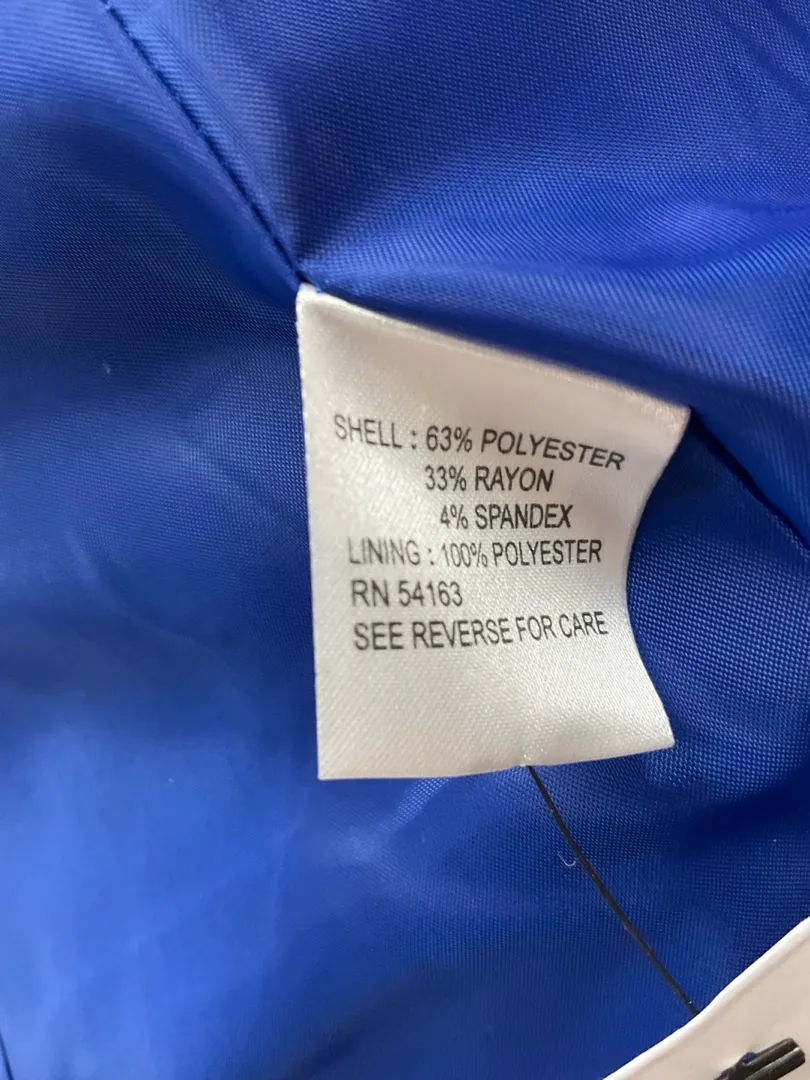 SHELL : 63% POLYESTER
33% RAYON
4% SPANDEX
LINING : 100% POLYESTER
RN 54163
SEE REVERSE FOR CARE